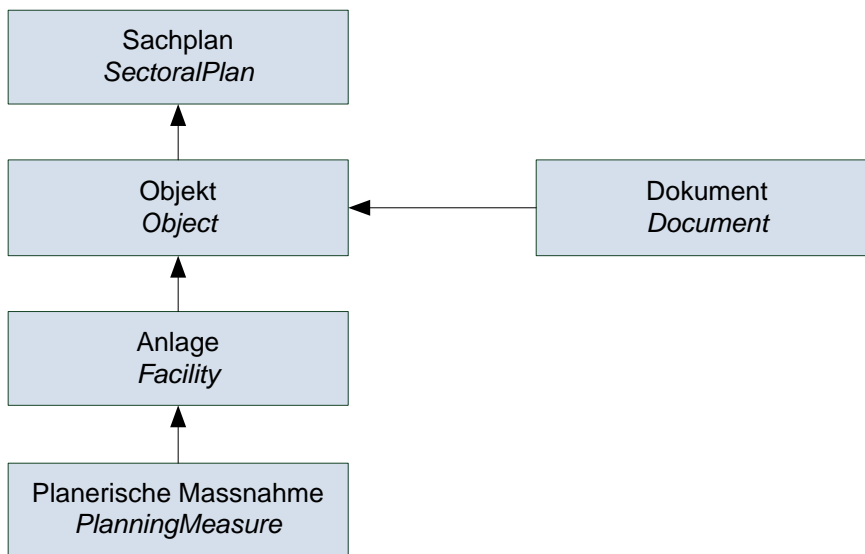 Sachplan
SectoralPlan
Objekt
Object
Dokument
Document
Anlage
Facility
Planerische Massnahme
PlanningMeasure